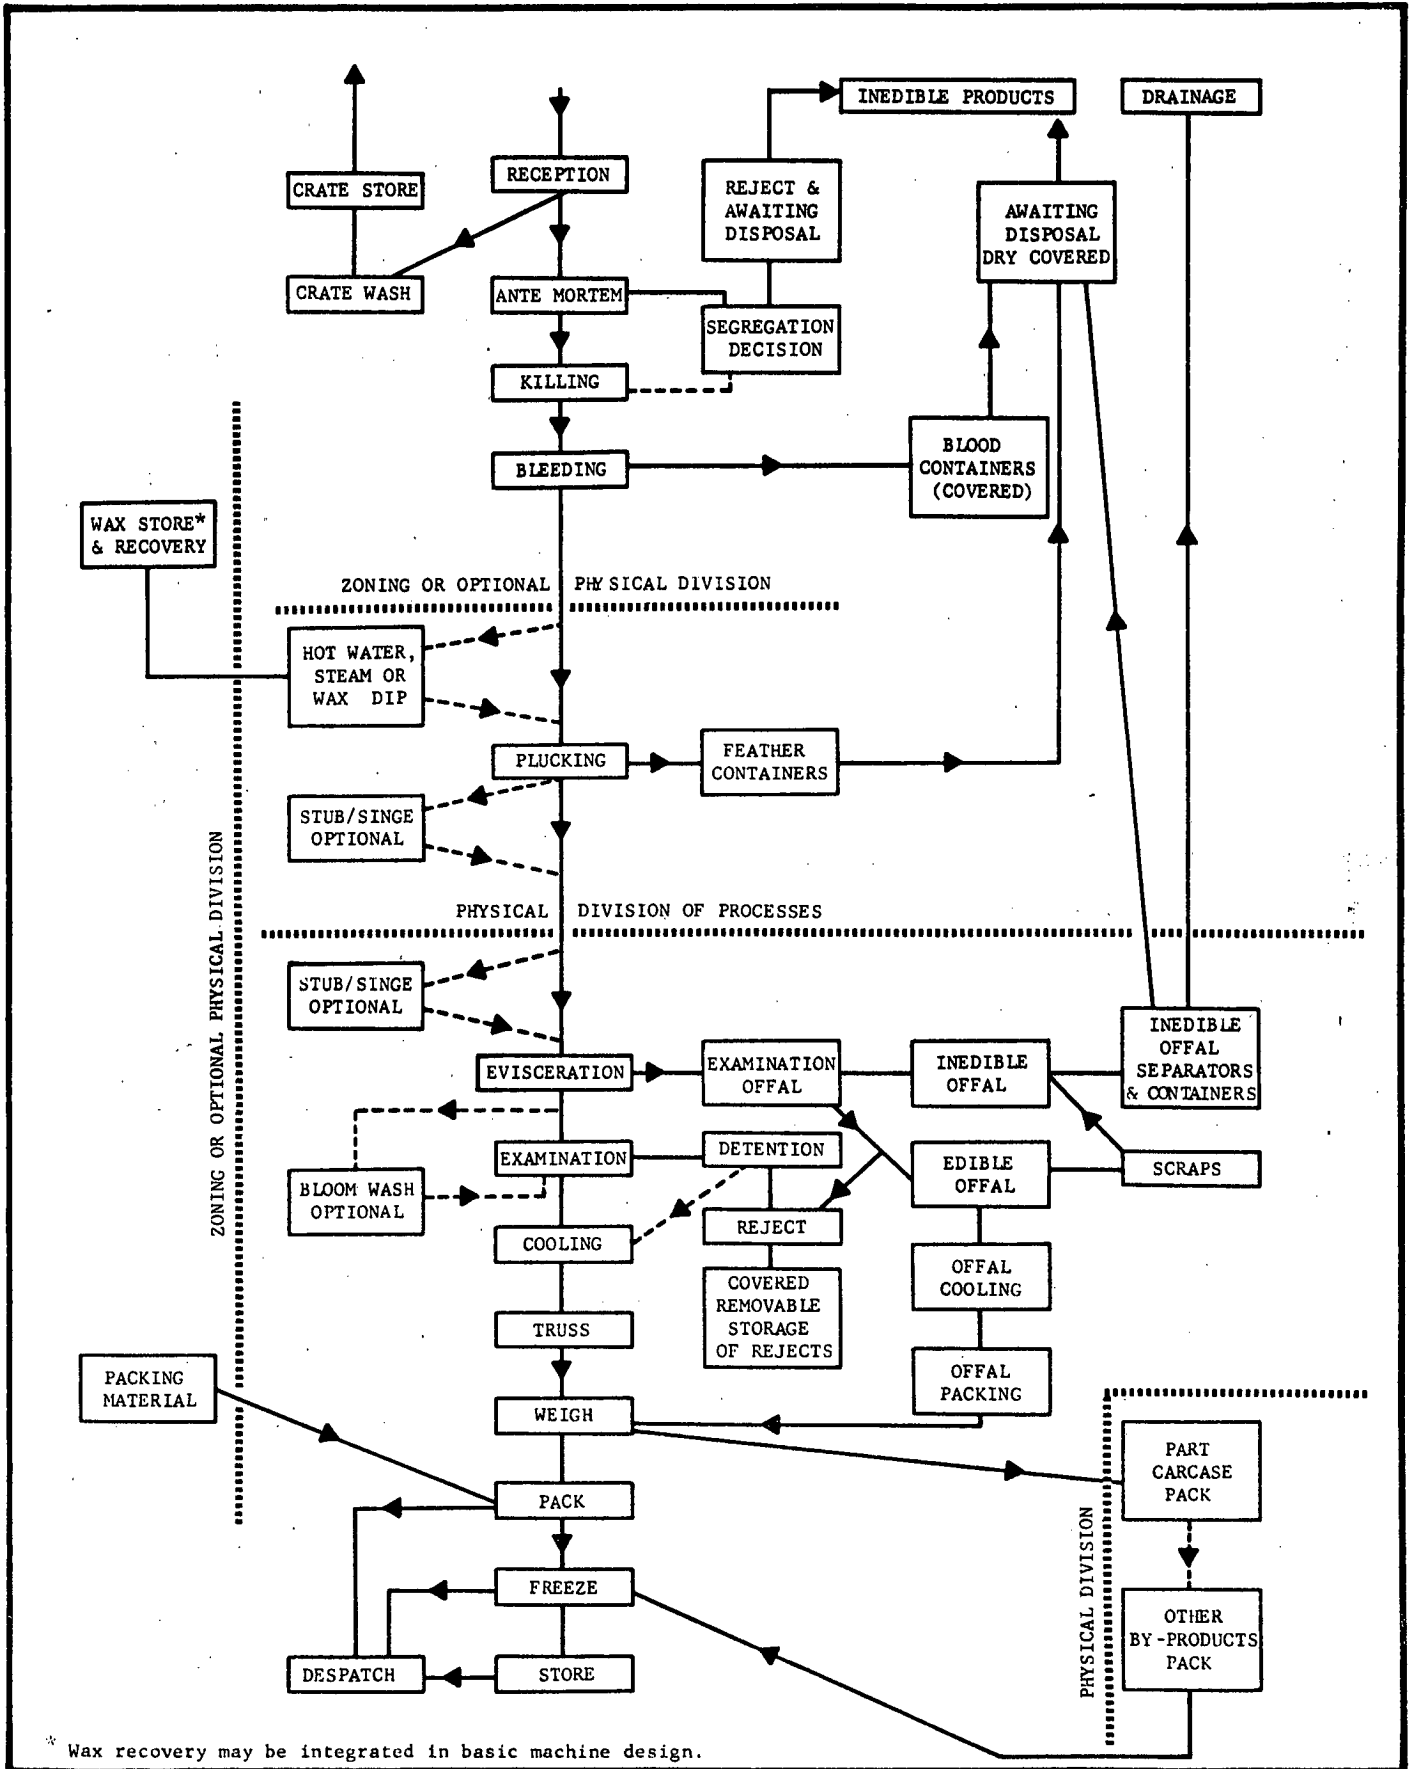 INEDIBLE PRODUCTS
DRAINAGE
RECEPTION
CRATE STORE
REJECT &
AWAITING
DISPOSAL
AWAITING
DISPOSAL
DRY COVERED
CRATE WASH
ANTE MORTEM
SEGREGATION
DECISION
KILLING
BLEEDING
BLOOD
CONTAINERS
(COVERED)
WAX STORE*
& RECOVERY
ZONING OR OPTIONAL PHYSICAL DIVISION
HOT WATER,
STEAM OR
WAX DIP
PLUCKING
FEATHER
CONTAINERS
STUB/SINGE
OPTIONAL
ZONING OR OPTIONAL PHYSICAL DIVISION
PHYSICAL DIVISION OF PROCESSES
STUB/SINGE
OPTIONAL
EVISCERATION
EXAMINATION
OFFAL
INEDIBLE
OFFAL
INEDIBLE
OFFAL
SEPARATORS
& CONTAINERS
EXAMINATION
DETENTION
EDIBLE
OFFAL
SCRAPS
BLOOM WASH
OPTIONAL
REJECT
COOLING
OFFAL
COOLING
COVERED
REMOVABLE
STORAGE
OF REJECTS
TRUSS
PACKING
MATERIAL
OFFAL
PACKING
WEIGH
PART
CARCASE
PACK
PACK
PHYSICAL DIVISION
FREEZE
OTHER
BY-PRODUCTS
PACK
DESPATCH
STORE
* Wax recovery may be integrated in basic machine design.